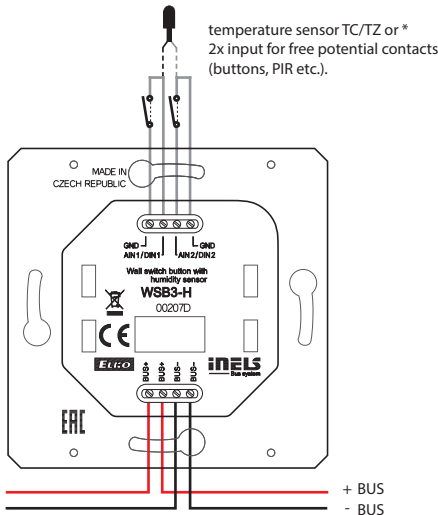 temperature sensor TC/TZ or *
2x input for free potential contacts
(buttons, PIR etc.).
MADE IN
CZECH REPUBLIC
GND
GND
AIN1/DIN1
AIN2/DIN2
Wall switch button with
humidity sensor
WSB3-H
00207D
CE
ELKO
iNELS
Bus system
BUS+
BUS+
BUS-
BUS-
EAC
+ BUS
- BUS